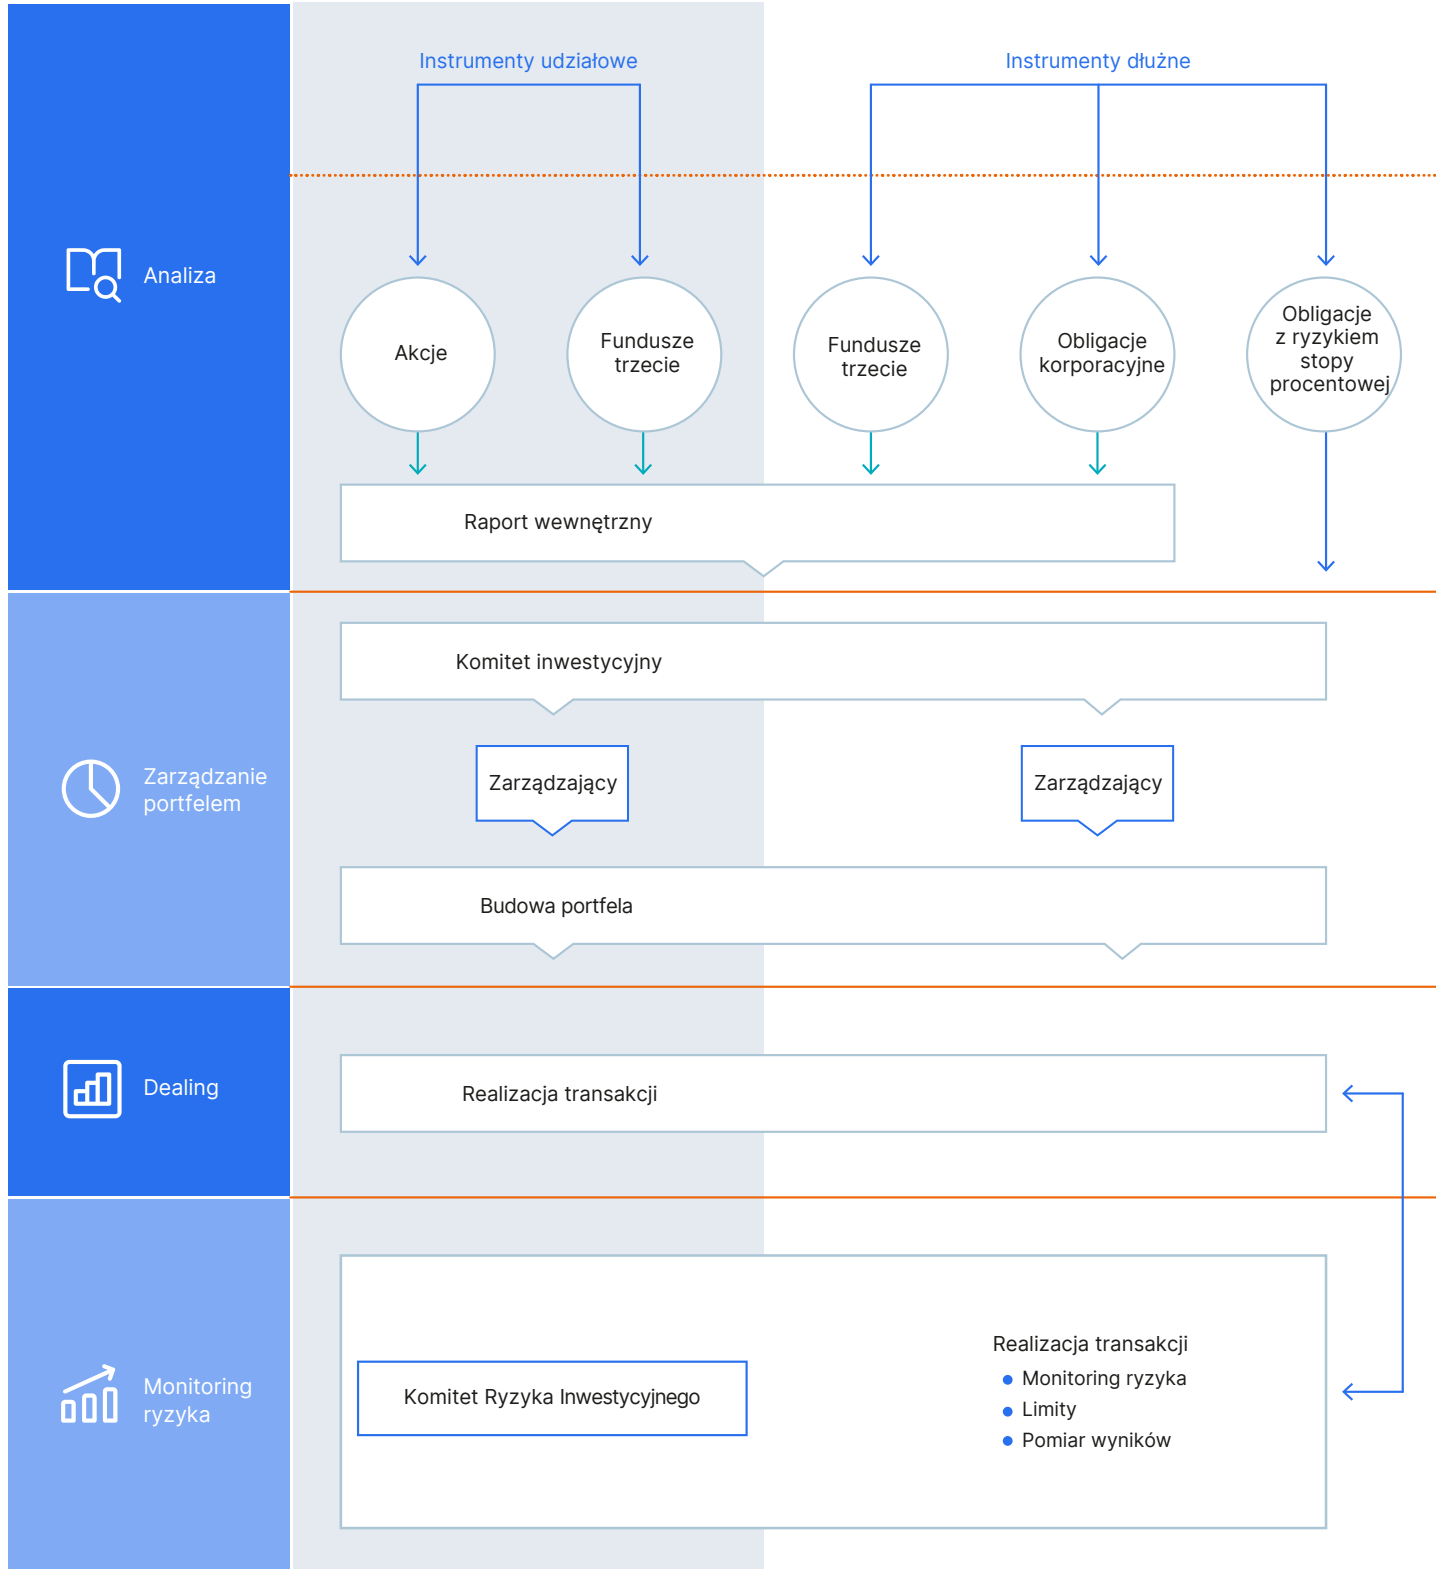 Instrumenty udziałowe
Instrumenty dłużne
Analiza
Akcje
Fundusze
trzecie
Fundusze
trzecie
Obligacje
korporacyjne
Obligacje
z ryzykiem
stopy
procentowej
Raport wewnętrzny
Zarządzanie
portfelem
Komitet inwestycyjny
Zarządzający
Zarządzający
Budowa portfela
Dealing
Realizacja transakcji
Monitoring
ryzyka
Komitet Ryzyka Inwestycyjnego
Realizacja transakcji
Monitoring ryzyka
Limity
Pomiar wyników